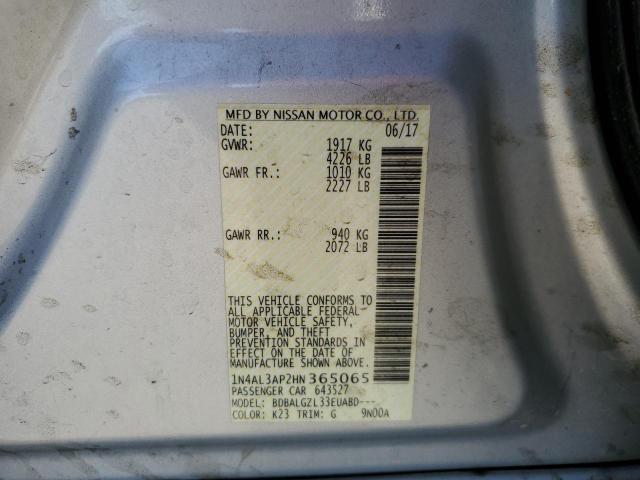 MFD BY NISSAN MOTOR CO., LTD.
DATE: 06/17
GVWR: 1917 KG
4226 LB
GAWR FR.: 1010 KG
2227 LB
GAWR RR.: 940 KG
2072 LB
THIS VEHICLE CONFORMS TO
ALL APPLICABLE FEDERAL
MOTOR VEHICLE SAFETY,
BUMPER, AND THEFT
PREVENTION STANDARDS IN
EFFECT ON THE DATE OF
MANUFACTURE SHOWN ABOVE.
1N4AL3AP2HN 365065
PASSENGER CAR 643527
MODEL: BDBALGZL33EUABD---
COLOR: K23 TRIM: G 9N00A